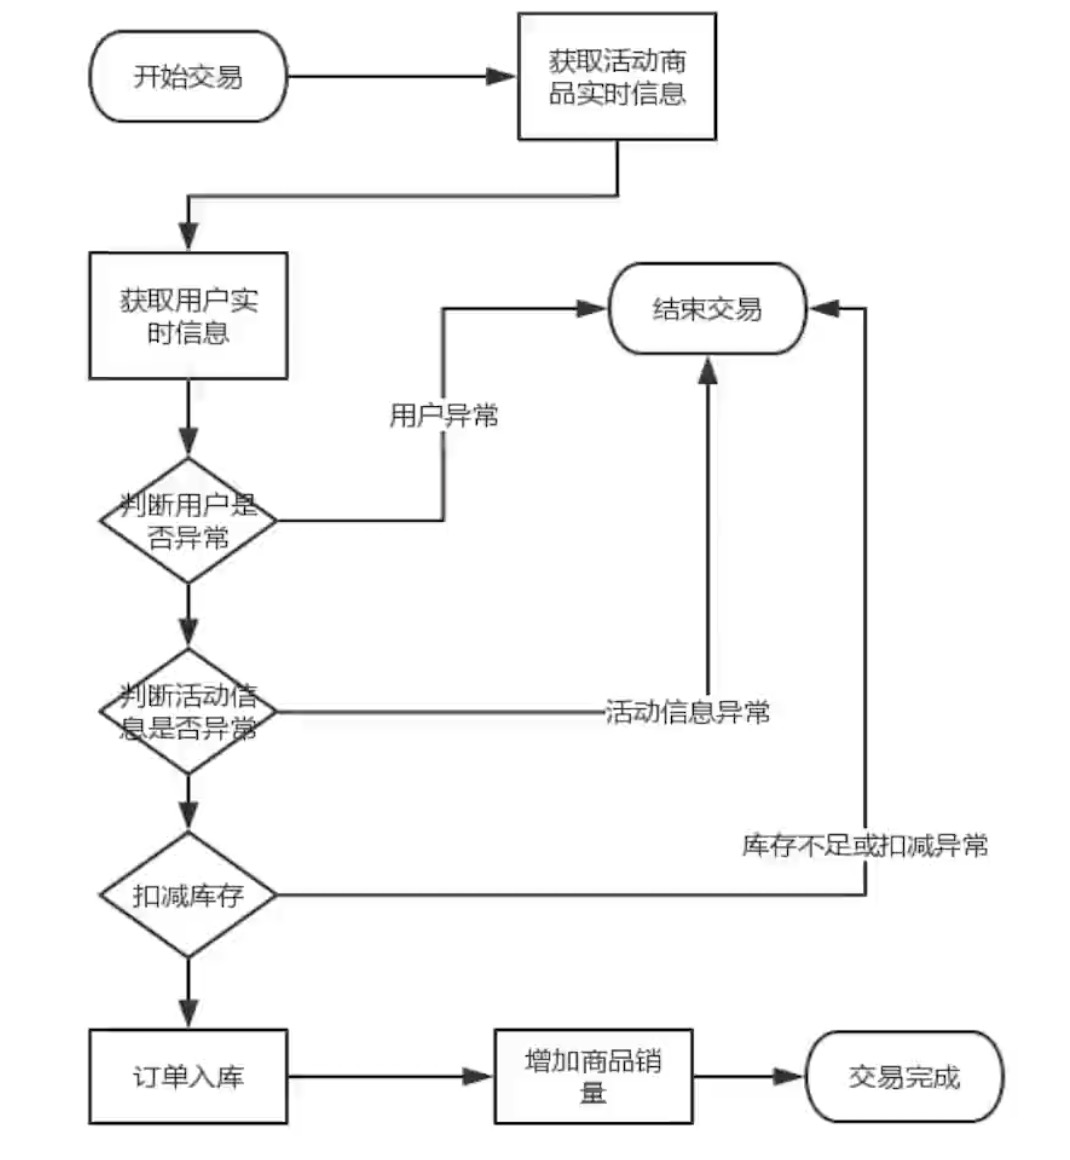 开始交易
获取活动商
品实时信息
获取用户实
时信息
结束交易
用户异常
判断用户是
否异常
判断活动信
息是否异常
活动信息异常
库存不足或扣减异常
扣减库存
订单入库
增加商品销
量
交易完成